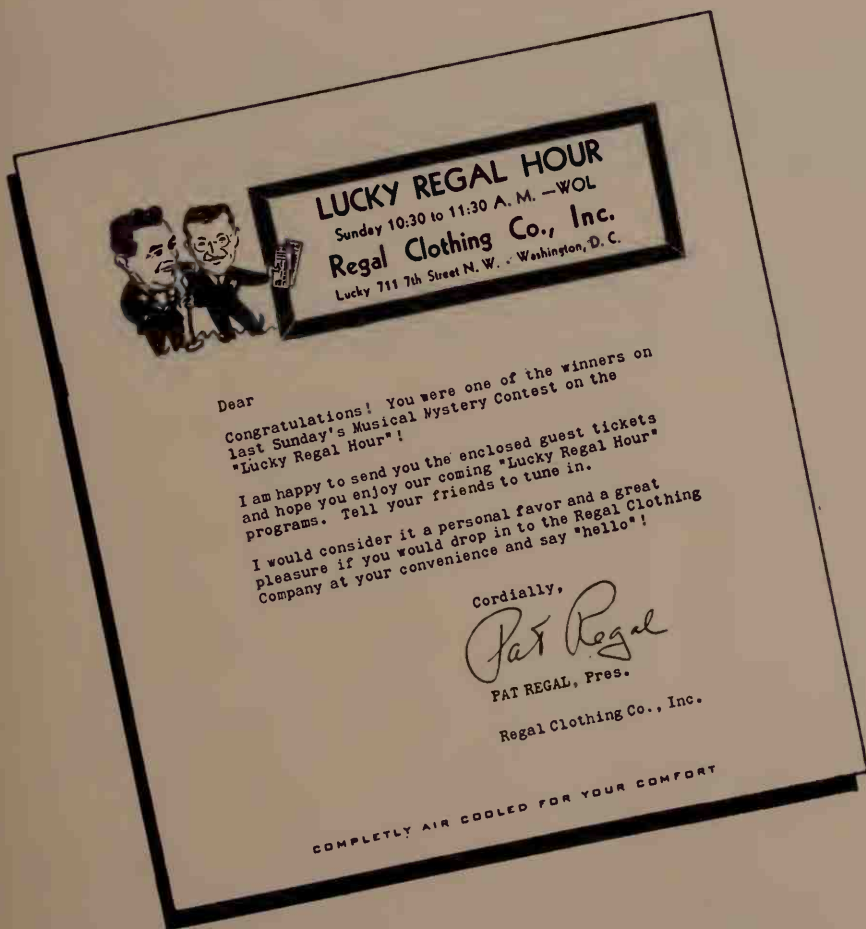 LUCKY REGAL HOUR
Sunday 10:30 to 11:30 A. M. —WOL
Regal Clothing Co., Inc.
Lucky 711 7th Street N. W. . Washington, D. C.
Dear
Congratulations! You were one of the winners on
last Sunday's Musical Mystery Contest on the
"Lucky Regal Hour"!
I am happy to send you the enclosed guest tickets
and hope you enjoy our coming "Lucky Regal Hour"
programs. Tell your friends to tune in.
I would consider it a personal favor and a great
pleasure if you would drop in to the Regal Clothing
Company at your convenience and say "hello"!
Cordially,
Pat Regal
PAT REGAL, Pres.
Regal Clothing Co., Inc.
COMPLETLY AIR COOLED FOR YOUR COMFORT